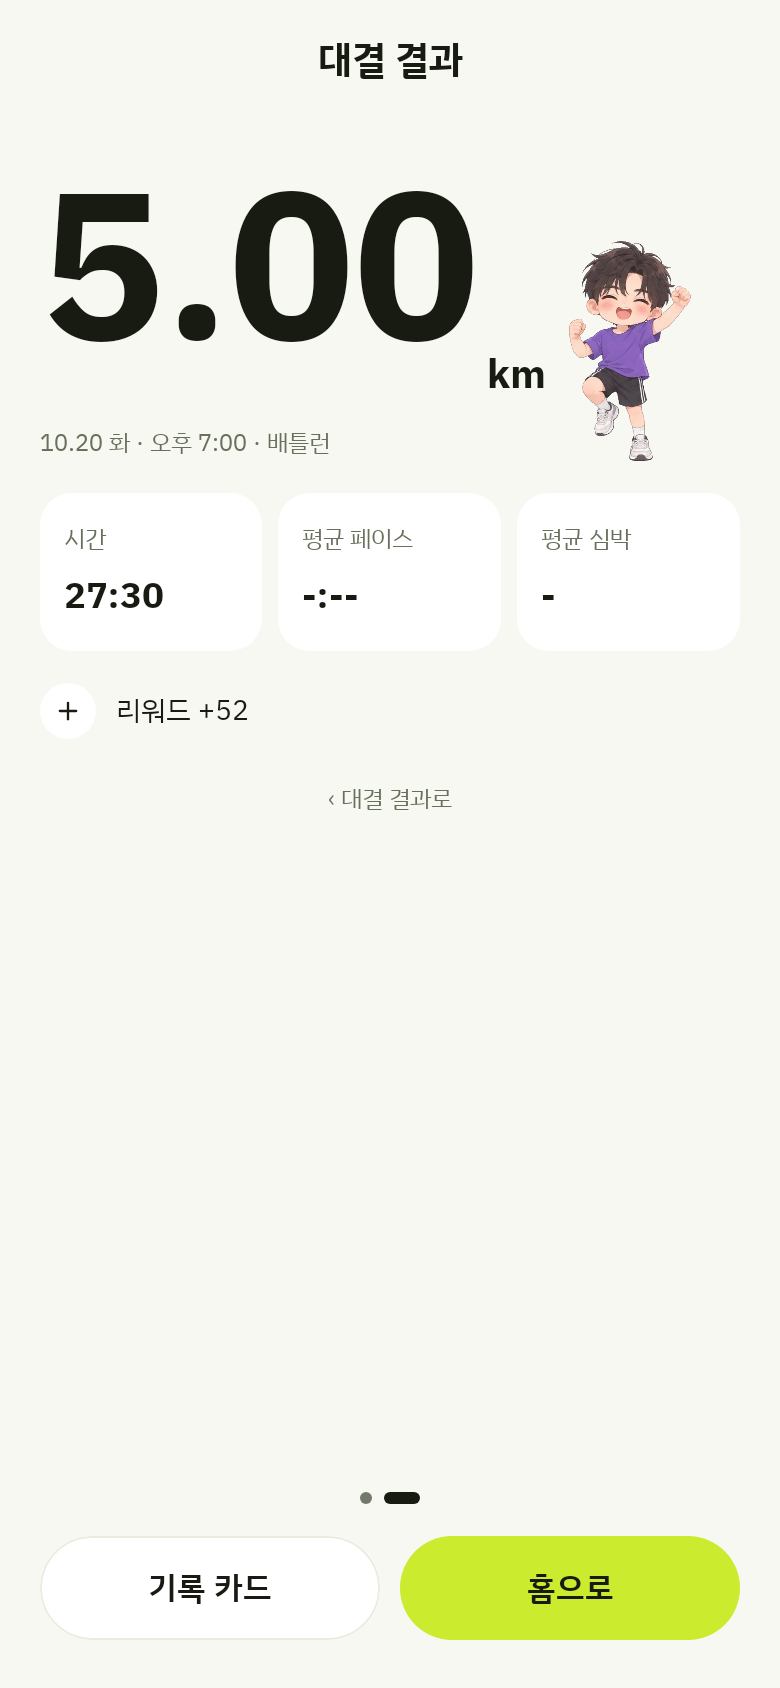 대결 결과
5.00 km
10.20 화 · 오후 7:00 · 배틀런
시간
27:30
평균 페이스
-:--
평균 심박
-
+ 리워드 +52
‹ 대결 결과로
기록 카드
홈으로